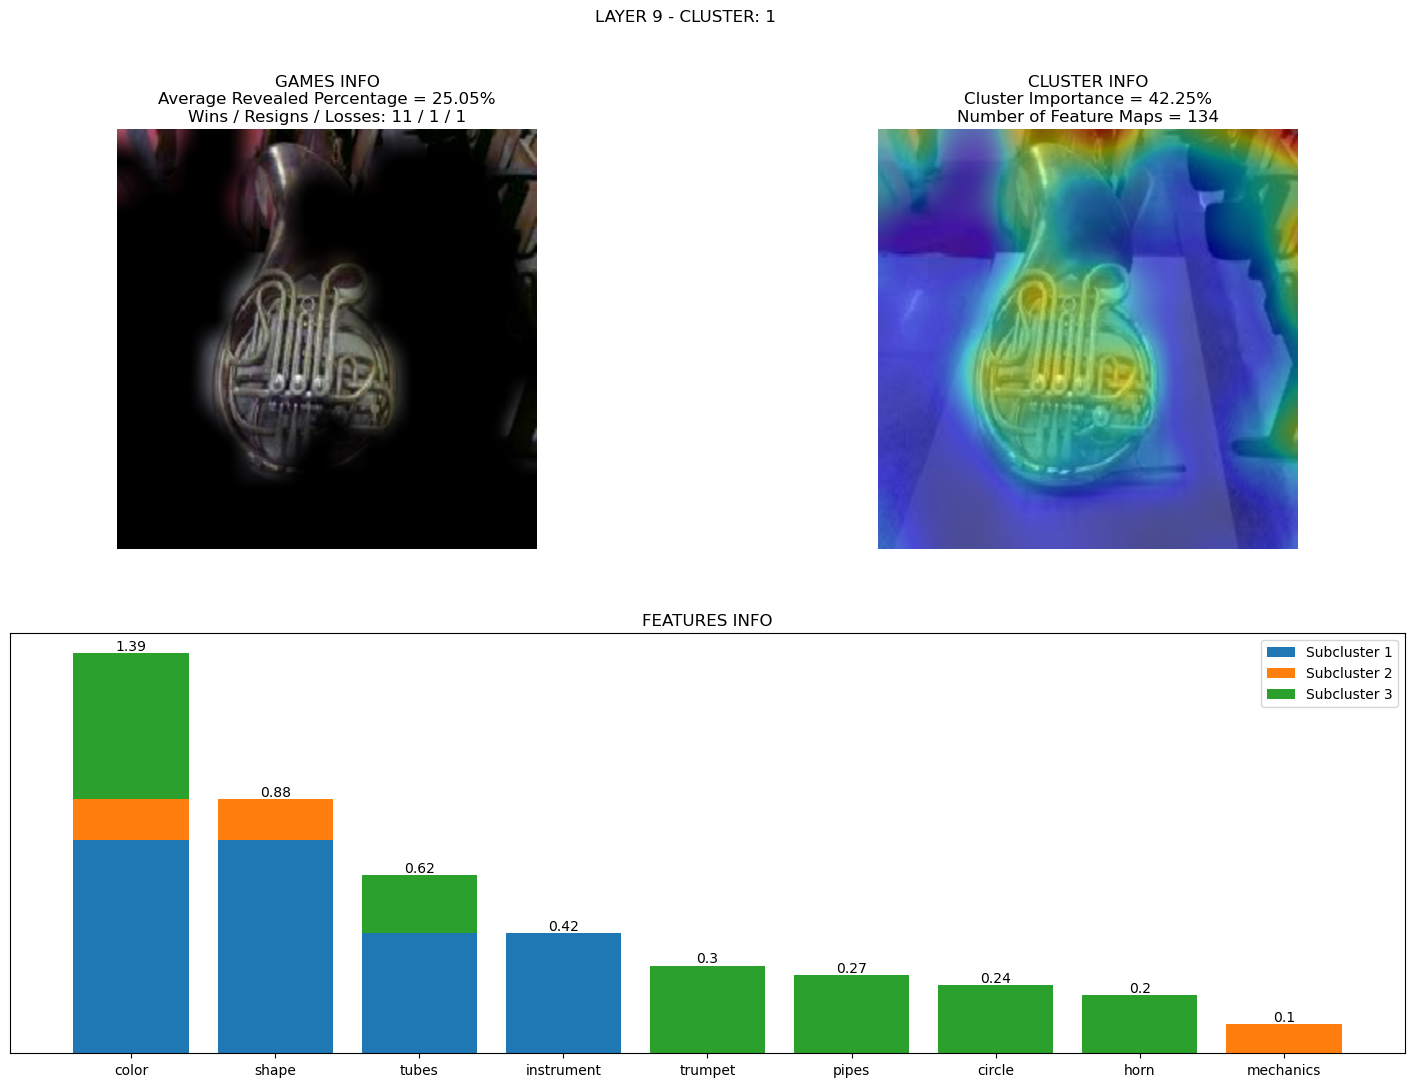 LAYER 9 - CLUSTER: 1
GAMES INFO
Average Revealed Percentage = 25.05%
Wins / Resigns / Losses: 11 / 1 / 1
CLUSTER INFO
Cluster Importance = 42.25%
Number of Feature Maps = 134
FEATURES INFO
Subcluster 1
Subcluster 2
Subcluster 3
1.39
0.88
0.62
0.42
0.3
0.27
0.24
0.2
0.1
color shape tubes instrument trumpet pipes circle horn mechanics